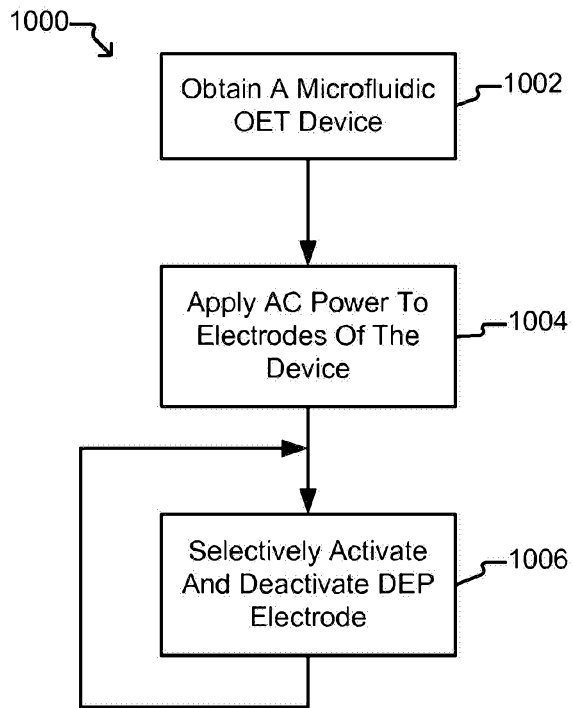 1000
Obtain A Microfluidic
OET Device
1002
Apply AC Power To
Electrodes Of The
Device
1004
Selectively Activate
And Deactivate DEP
Electrode
1006